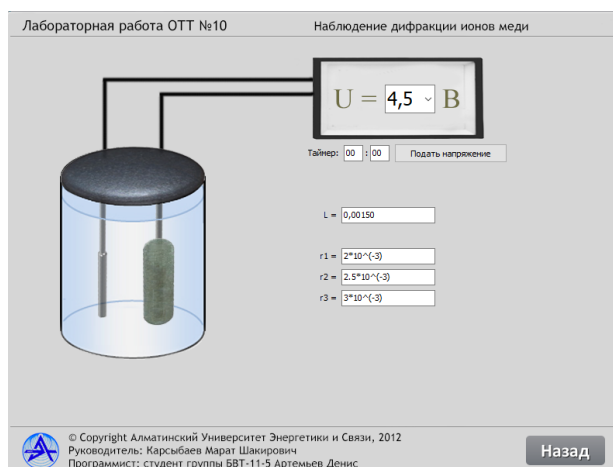 Лабораторная работа ОТТ №10
Наблюдение дифракции ионов меди
U = 4,5 В
Таймер: 00 : 00 Подать напряжение
L = 0,00150
r1 = 2*10^(-3)
r2 = 2.5*10^(-3)
r3 = 3*10^(-3)
© Copyright Алматинский Университет Энергетики и Связи, 2012
Руководитель: Карсыбаев Марат Шакирович
Программист: студент группы БВТ-11-5 Артемьев Денис
Назад